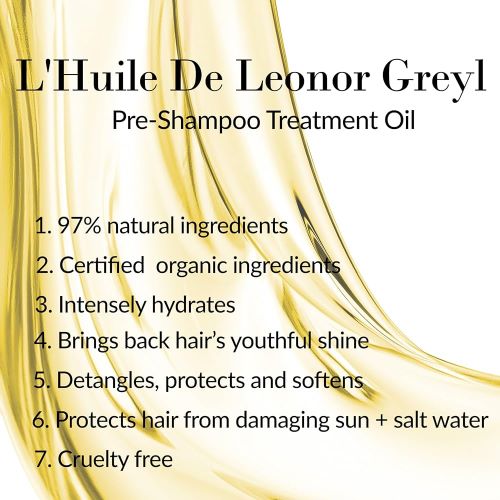 L'Huile De Leonor Greyl
Pre-Shampoo Treatment Oil
1. 97% natural ingredients
2. Certified organic ingredients
3. Intensely hydrates
4. Brings back hair’s youthful shine
5. Detangles, protects and softens
6. Protects hair from damaging sun + salt water
7. Cruelty free